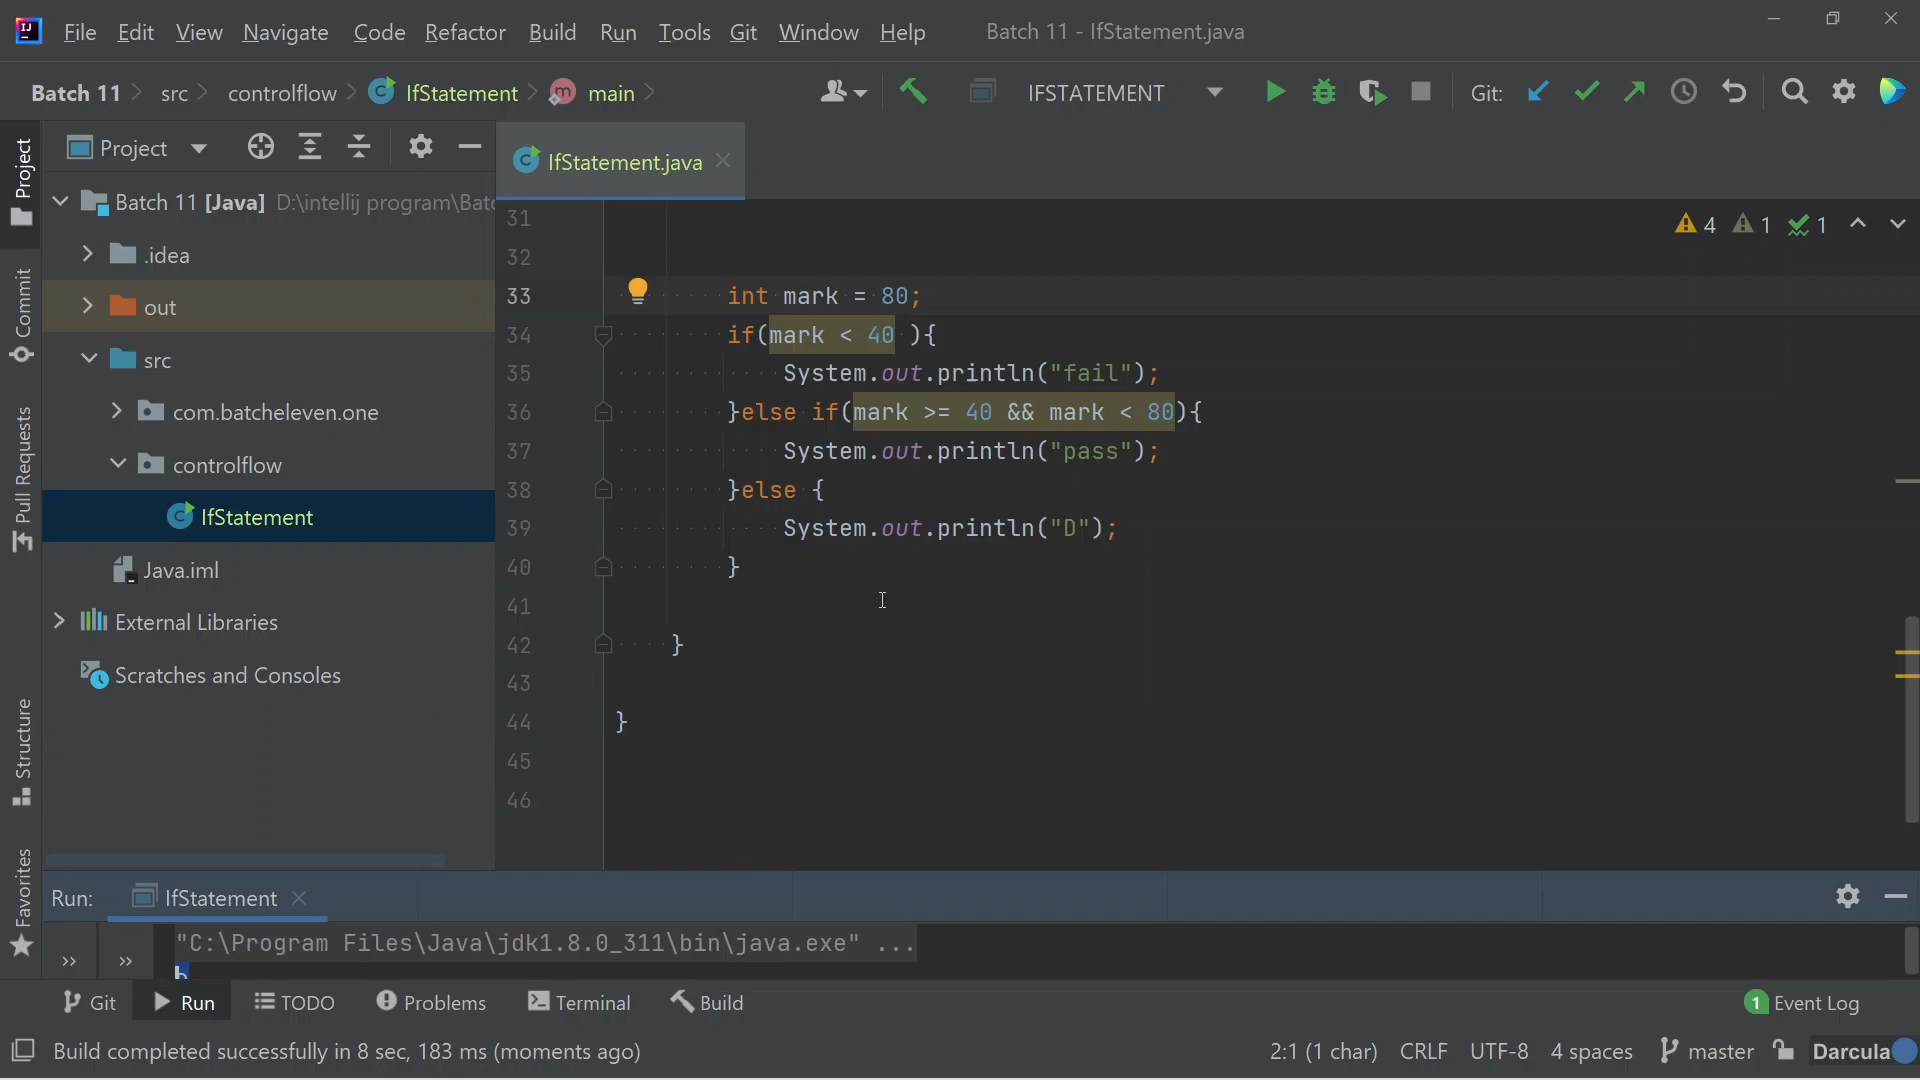 File Edit View Navigate Code Refactor Build Run Tools Git Window Help Batch 11 - IfStatement.java
Batch 11 src controlflow IfStatement main IFSTATEMENT Git:
Project
IfStatement.java
Batch 11 [Java] D:\intellij program\Batc
.idea
out
src
com.batcheleven.one
controlflow
IfStatement
Java.iml
External Libraries
Scratches and Consoles
Project
Commit
Pull Requests
Structure
Favorites
4 1 1
31
32
33 int mark = 80;
34 if(mark < 40 ){
35 System.out.println("fail");
36 }else if(mark >= 40 && mark < 80){
37 System.out.println("pass");
38 }else {
39 System.out.println("D");
40 }
41
42 }
43
44 }
45
46
Run: IfStatement
"C:\Program Files\Java\jdk1.8.0_311\bin\java.exe" ...
Git Run TODO Problems Terminal Build 1 Event Log
Build completed successfully in 8 sec, 183 ms (moments ago) 2:1 (1 char) CRLF UTF-8 4 spaces master Darcula